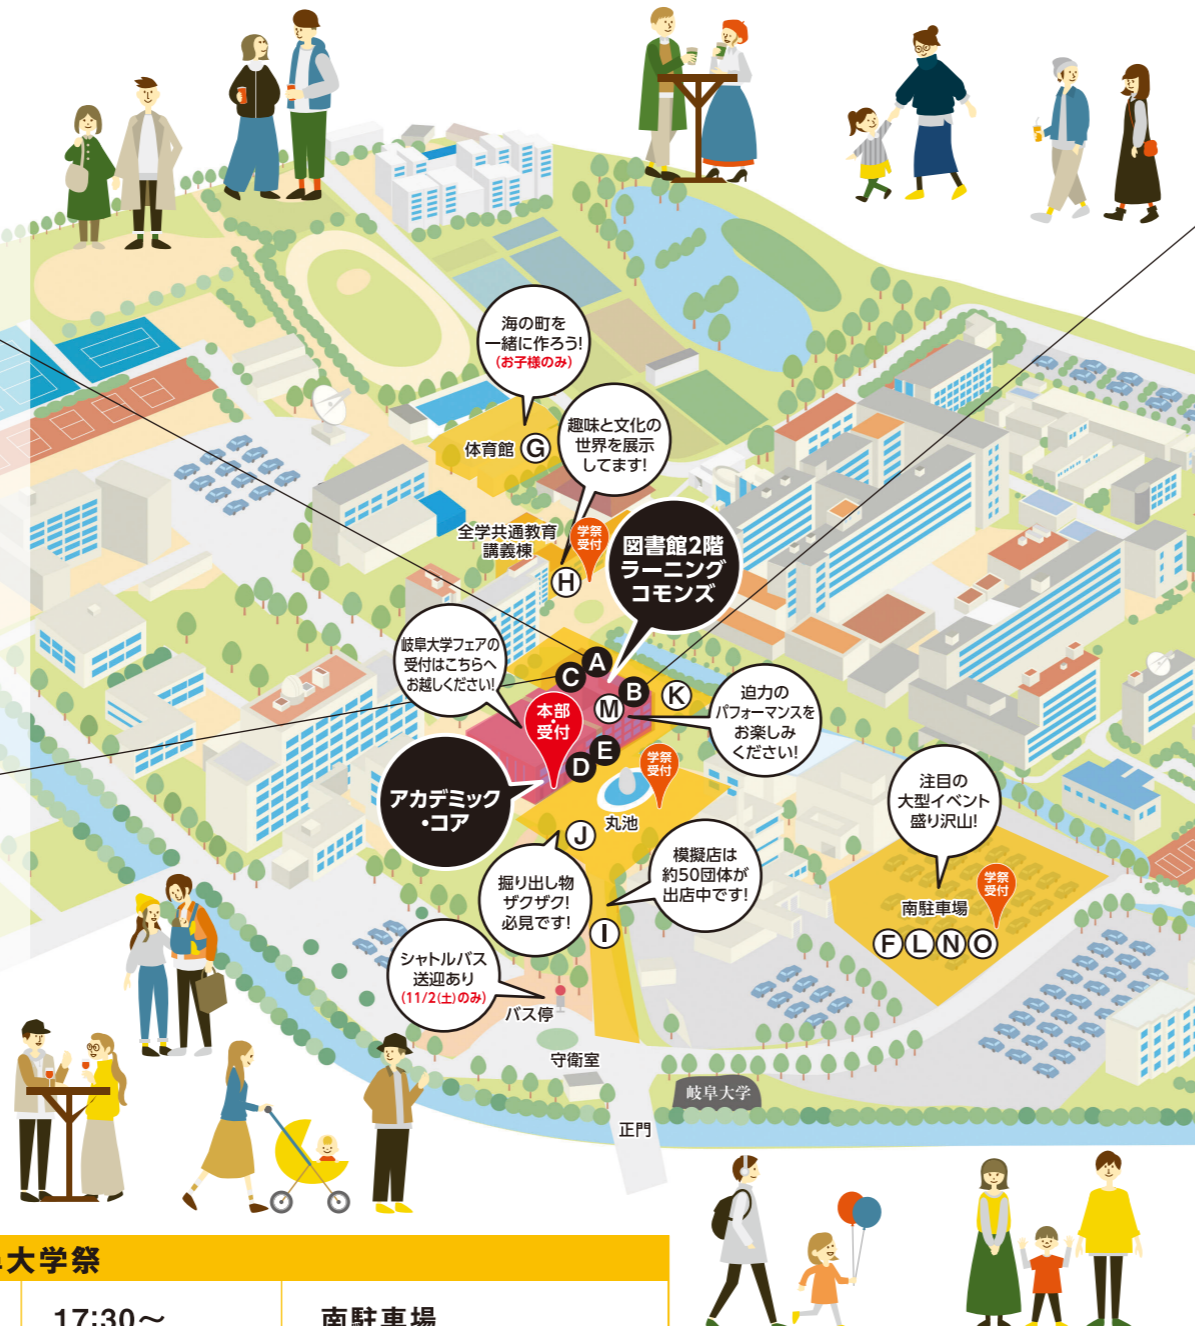 海の町を
一緒に作ろう!
(お子様のみ)
体育館
G
趣味と文化の
世界を展示
してます!
全学共通教育
講義棟
学祭
受付
H
図書館2階
ラーニング
コモンズ
岐阜大学フェアの
受付はこちらへ
お越しください!
A
C
B
M
K
本部
・
受付
迫力の
パフォーマンスを
お楽しみ
ください!
E
D
学祭
受付
アカデミック
・コア
丸池
J
注目の
大型イベント
盛り沢山!
掘り出し物
ザクザク!
必見です!
模擬店は
約50団体が
出店中です!
学祭
受付
南駐車場
F L N O
I
シャトルバス
送迎あり
(11/2(土)のみ)
バス停
守衛室
岐阜大学
正門
大学祭
17:30〜
南駐車場